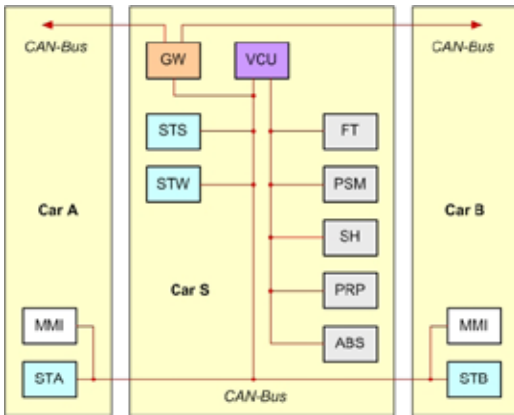 CAN-Bus
GW
VCU
CAN-Bus
STS
FT
STW
PSM
Car A
Car B
SH
Car S
PRP
MMI
MMI
ABS
STA
STB
CAN-Bus